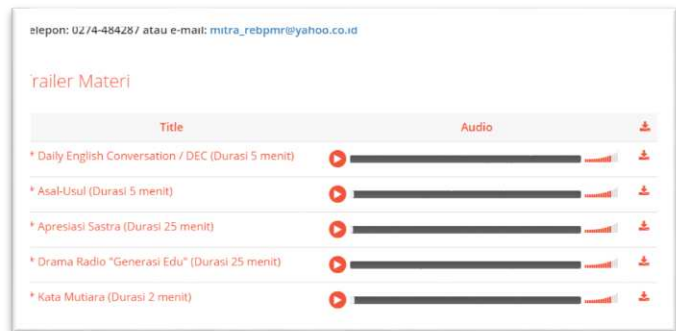 elepon: 0274-484287 atau e-mail: mitra_rebpmr@yahoo.co.id
railer Materi
Title Audio
* Daily English Conversation / DEC (Durasi 5 menit)
* Asal-Usul (Durasi 5 menit)
* Apresiasi Sastra (Durasi 25 menit)
* Drama Radio "Generasi Edu" (Durasi 25 menit)
* Kata Mutiara (Durasi 2 menit)